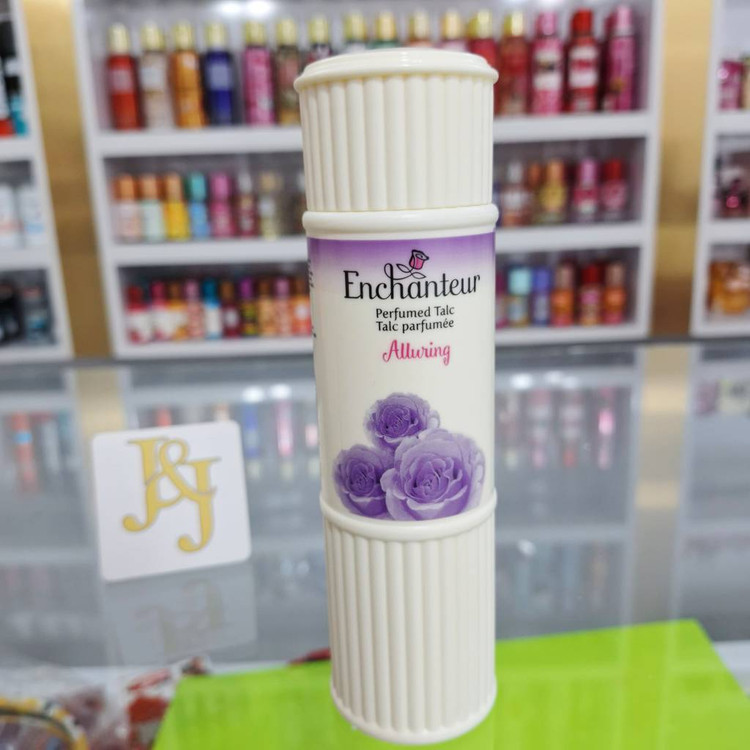 Enchanteur
Perfumed Talc
Talc parfumée
Alluring
J&J